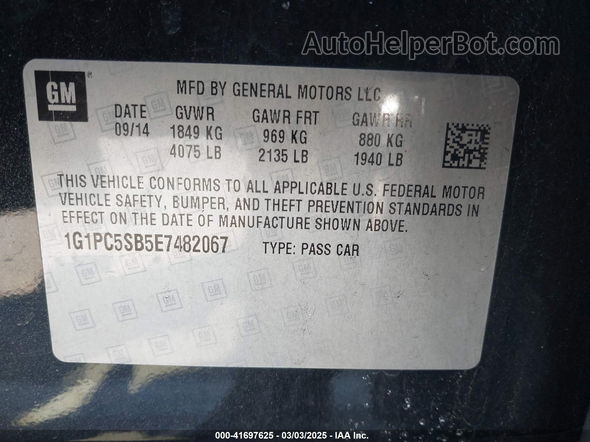 AutoHelperBot.com
GM
MFD BY GENERAL MOTORS LLC
DATE GVWR GAWR FRT GAWR RR
09/14 1849 KG 969 KG 880 KG
4075 LB 2135 LB 1940 LB
THIS VEHICLE CONFORMS TO ALL APPLICABLE U.S. FEDERAL MOTOR
VEHICLE SAFETY, BUMPER, AND THEFT PREVENTION STANDARDS IN
EFFECT ON THE DATE OF MANUFACTURE SHOWN ABOVE.
1G1PC5SB5E7482067 TYPE: PASS CAR
000-41697625 - 03/03/2025 - IAA Inc.